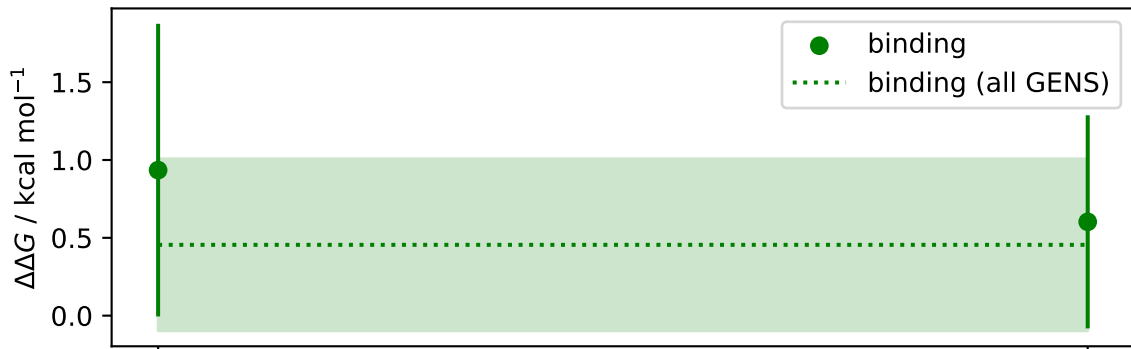 binding
binding (all GENS)
ΔΔG / kcal mol⁻¹
1.5
1.0
0.5
0.0